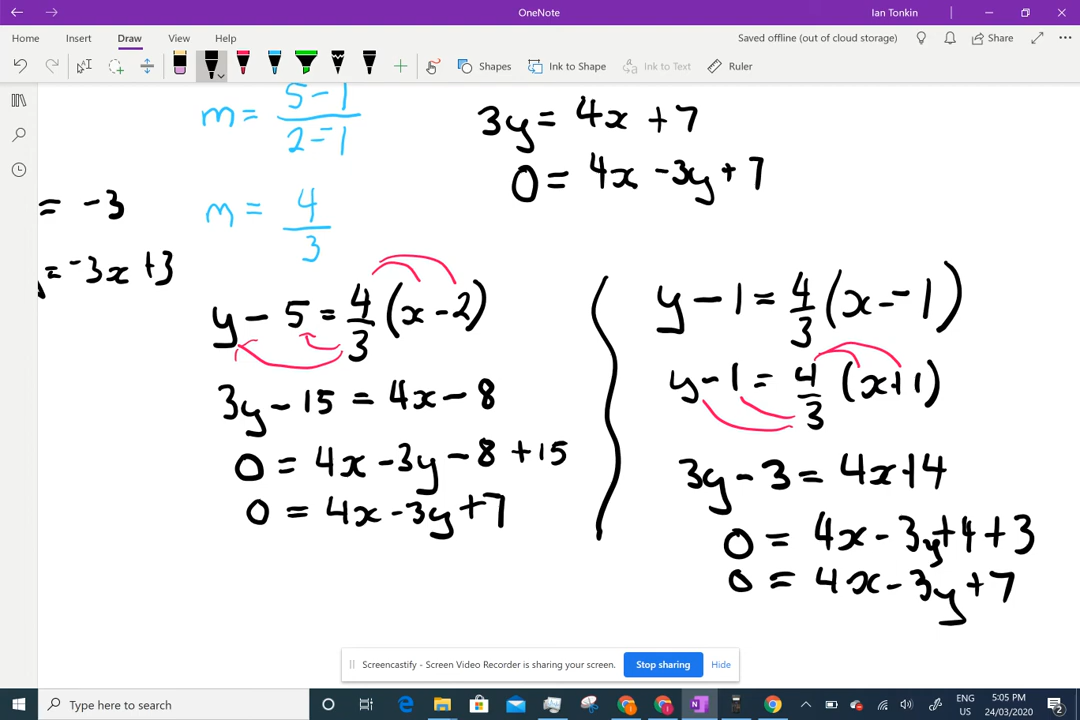 OneNote
Ian Tonkin
Home Insert Draw View Help
Saved offline (out of cloud storage)
Share
Shapes
Ink to Shape
Ink to Text
Ruler
m = 5-1 / 2--1
m = 4/3
= -3
= -3x +3
3y = 4x +7
0 = 4x -3y +7
y - 5 = 4/3 (x - 2)
3y - 15 = 4x - 8
0 = 4x -3y - 8 +15
0 = 4x -3y +7
y - 1 = 4/3 (x - -1)
y - 1 = 4/3 (x+1)
3y - 3 = 4x +4
0 = 4x - 3y +4 +3
0 = 4x - 3y +7
Screencastify - Screen Video Recorder is sharing your screen.
Stop sharing
Hide
Type here to search
ENG
US
5:05 PM
24/03/2020
2